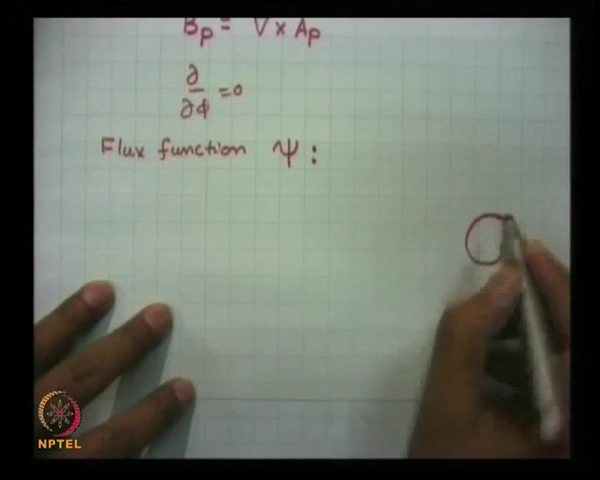 Bp = ∇ × Ap
∂/∂φ = 0
Flux function ψ :
NPTEL